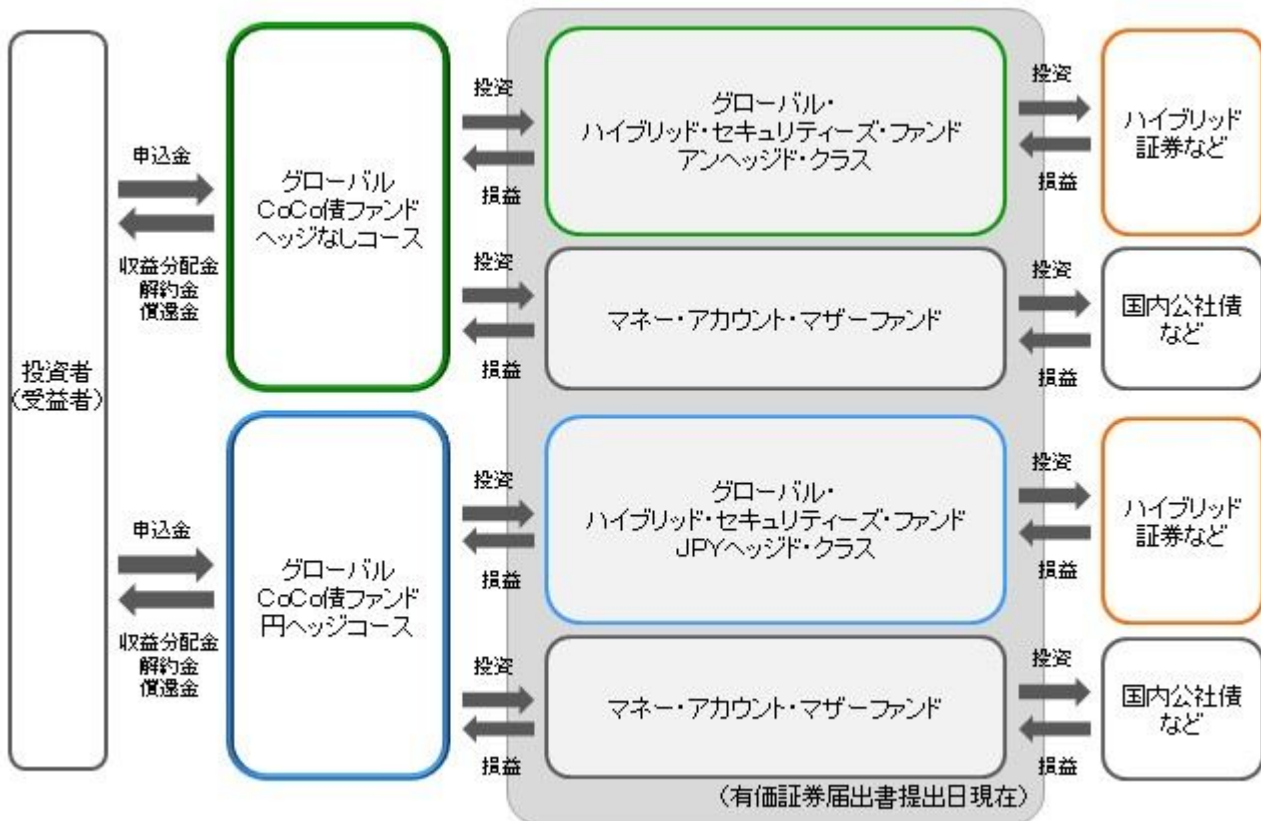 投資者
(受益者)
申込金
収益分配金
解約金
償還金
グローバル
CoCo債ファンド
ヘッジなしコース
投資
損益
グローバル・
ハイブリッド・セキュリティーズ・ファンド
アンヘッジド・クラス
投資
損益
ハイブリッド
証券など
投資
損益
マネー・アカウント・マザーファンド
投資
損益
国内公社債
など
申込金
収益分配金
解約金
償還金
グローバル
CoCo債ファンド
円ヘッジコース
投資
損益
グローバル・
ハイブリッド・セキュリティーズ・ファンド
JPYヘッジド・クラス
投資
損益
ハイブリッド
証券など
投資
損益
マネー・アカウント・マザーファンド
投資
損益
国内公社債
など
(有価証券届出書提出日現在)